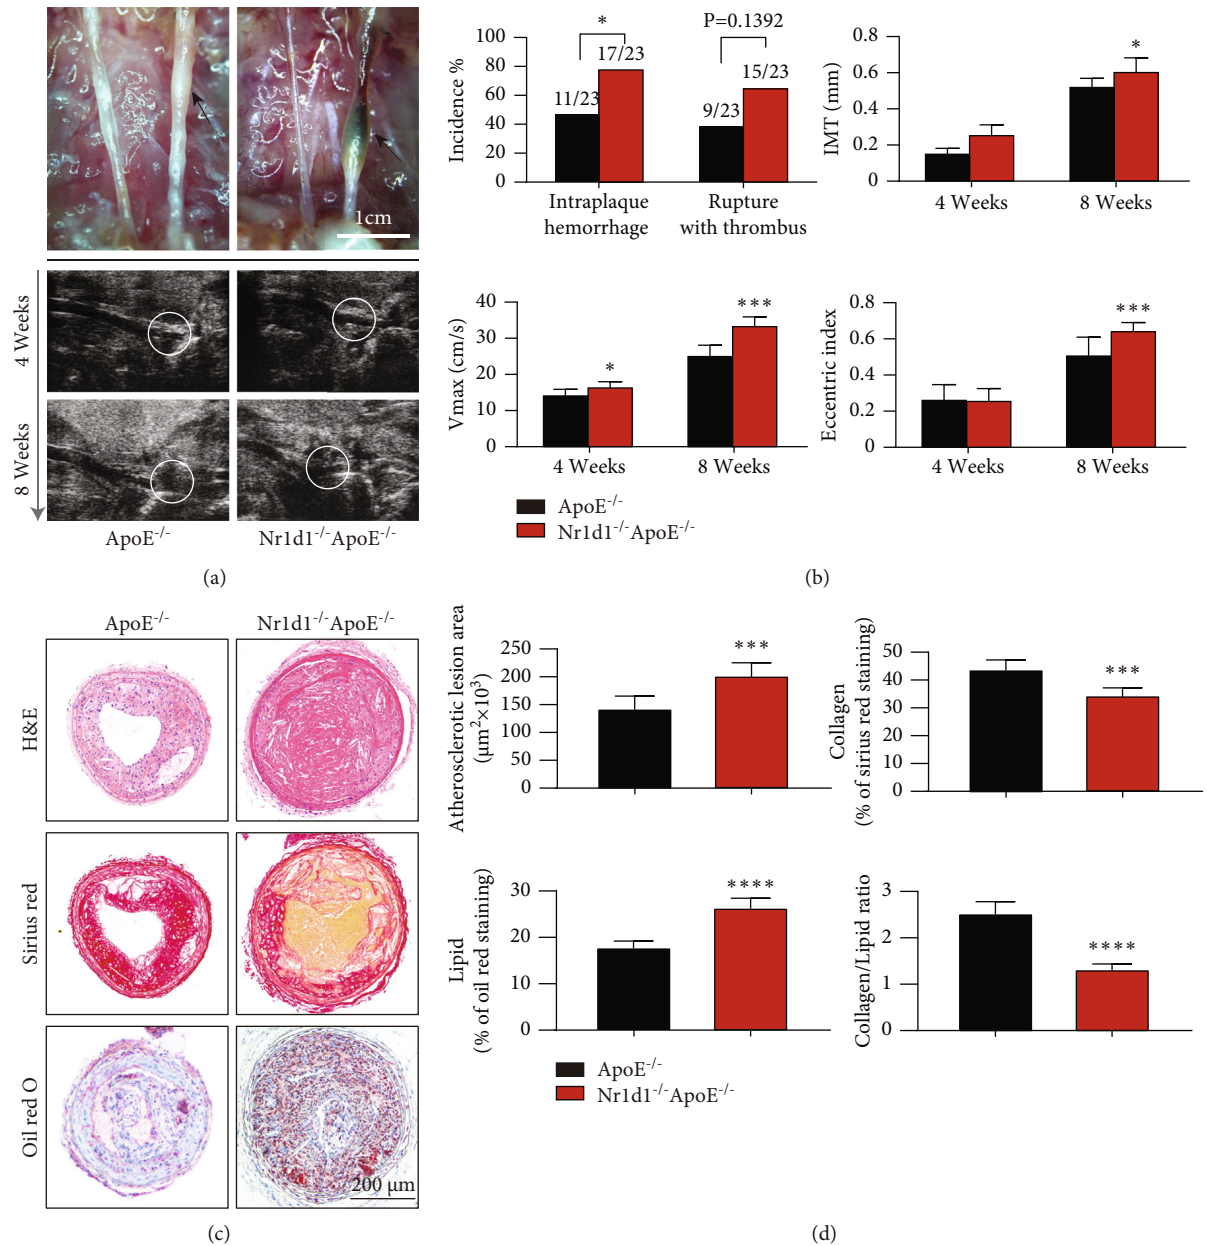 1cm
4 Weeks
8 Weeks
ApoE-/-
Nr1d1-/-ApoE-/-
(a)
Incidence %
100
80
60
40
20
0
*
P=0.1392
11/23
17/23
9/23
15/23
Intraplaque
hemorrhage
Rupture
with thrombus
IMT (mm)
0.8
0.6
0.4
0.2
0
*
4 Weeks
8 Weeks
Vmax (cm/s)
40
30
20
10
0
*
***
4 Weeks
8 Weeks
Eccentric index
0.8
0.6
0.4
0.2
0
***
4 Weeks
8 Weeks
ApoE-/-
Nr1d1-/-ApoE-/-
(b)
ApoE-/-
Nr1d1-/-ApoE-/-
H&E
Sirius red
Oil red O
200 μm
(c)
Atherosclerotic lesion area
(μm²×10³)
250
200
150
100
50
0
***
Collagen
(% of sirius red staining)
50
40
30
20
10
0
***
Lipid
(% of oil red staining)
30
20
10
0
****
Collagen/Lipid ratio
3
2
1
0
****
ApoE-/-
Nr1d1-/-ApoE-/-
(d)